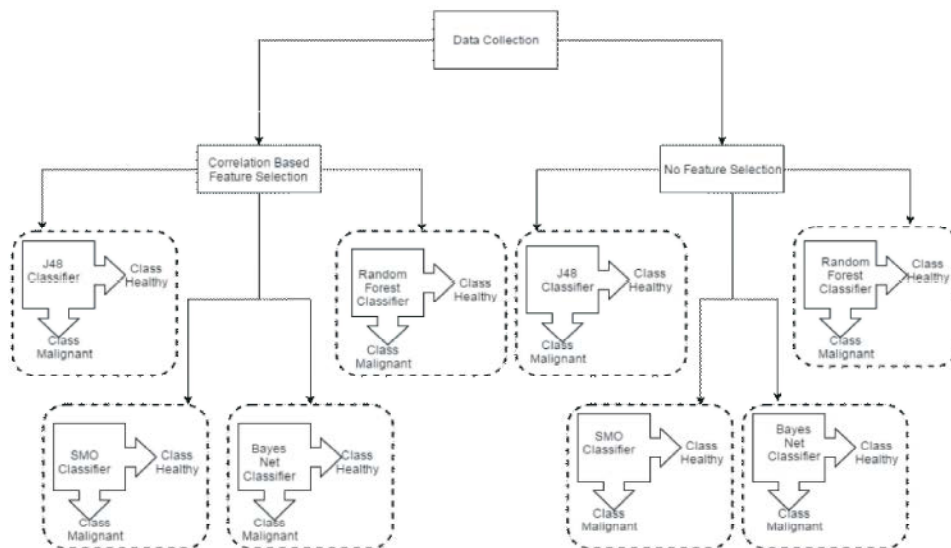 Data Collection
Correlation Based
Feature Selection
No Feature Selection
J48
Classifier
Class
Healthy
Class
Malignant
Random
Forest
Classifier
Class
Healthy
Class
Malignant
J48
Classifier
Class
Healthy
Class
Malignant
Random
Forest
Classifier
Class
Healthy
Class
Malignant
SMO
Classifier
Class
Healthy
Class
Malignant
Bayes
Net
Classifier
Class
Healthy
Class
Malignant
SMO
Classifier
Class
Healthy
Class
Malignant
Bayes
Net
Classifier
Class
Healthy
Class
Malignant